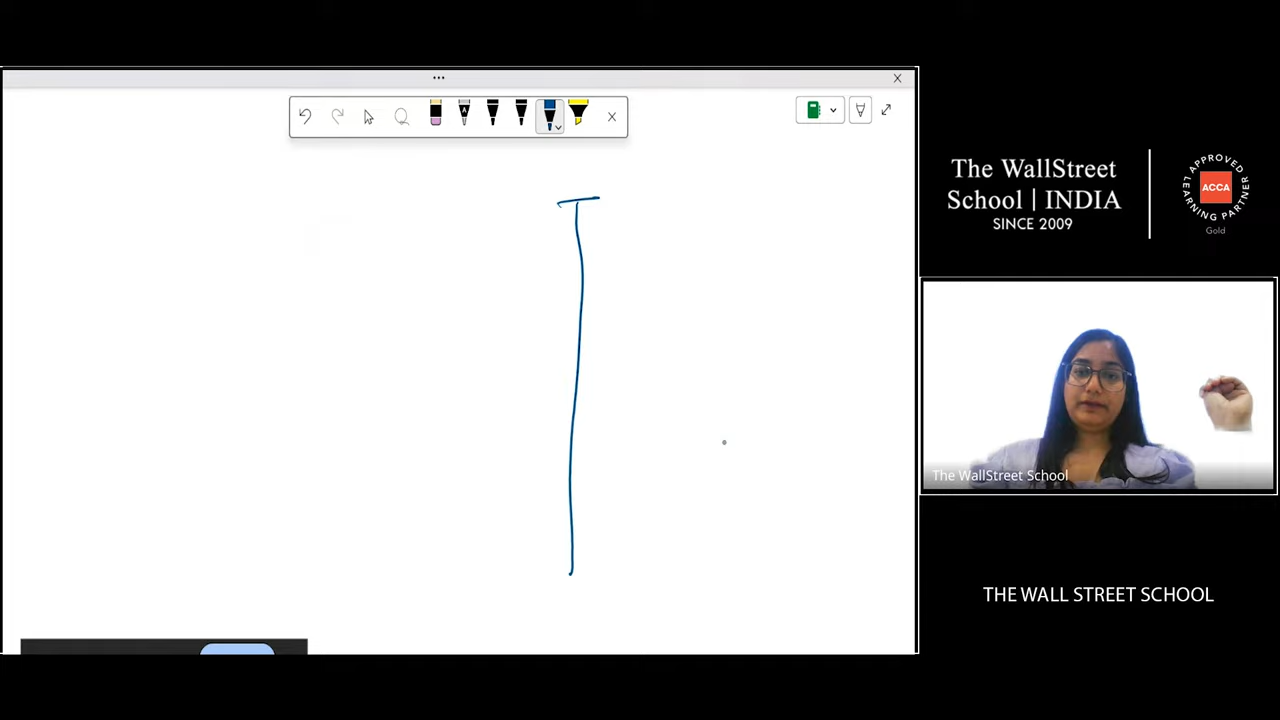 The WallStreet
School | INDIA
SINCE 2009
APPROVED
LEARNING PARTNER
ACCA
Gold
The WallStreet School
THE WALL STREET SCHOOL